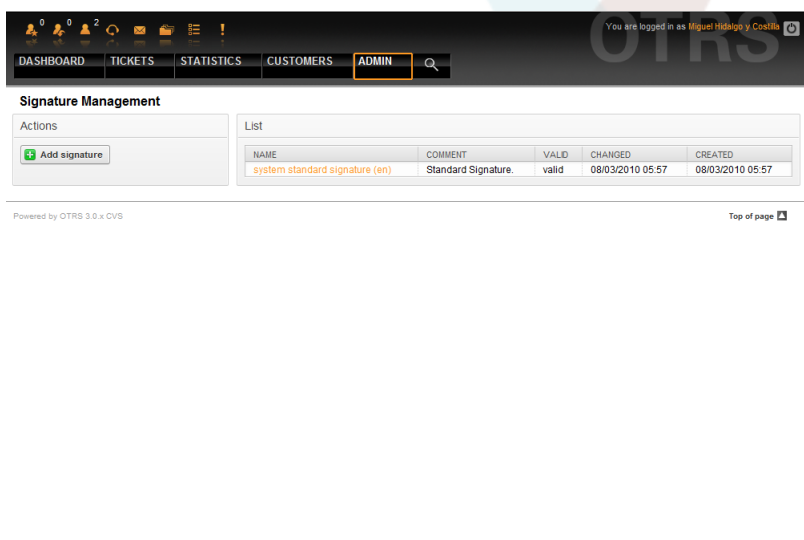 OTRS
0 0 2
You are logged in as Miguel Hidalgo y Costilla
DASHBOARD TICKETS STATISTICS CUSTOMERS ADMIN
Signature Management
Actions
Add signature
List
NAME COMMENT VALID CHANGED CREATED
system standard signature (en) Standard Signature. valid 08/03/2010 05:57 08/03/2010 05:57
Powered by OTRS 3.0.x CVS
Top of page